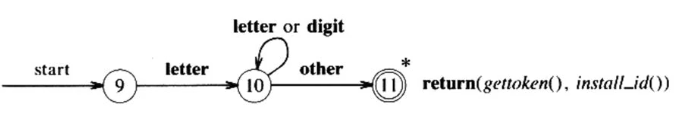 letter or digit
start 9 letter 10 other 11 * return(gettoken(), install_id())